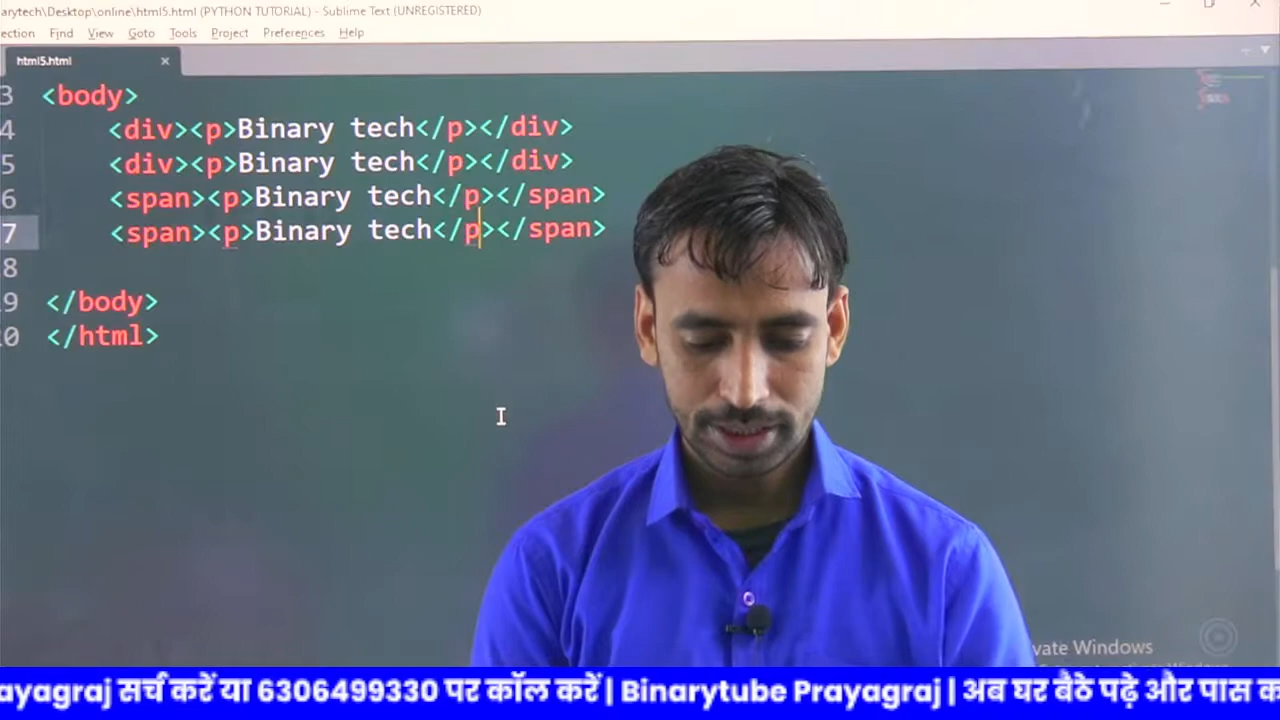 arytech\Desktop\online\html5.html (PYTHON TUTORIAL) - Sublime Text (UNREGISTERED)
ection Find View Goto Tools Project Preferences Help
html5.html ×
3 <body>
4 <div><p>Binary tech</p></div>
5 <div><p>Binary tech</p></div>
6 <span><p>Binary tech</p></span>
7 <span><p>Binary tech</p></span>
8
9 </body>
0 </html>
vate Windows
ayagraj सर्च करें या 6306499330 पर कॉल करें | Binarytube Prayagraj | अब घर बैठे पढ़े और पास क